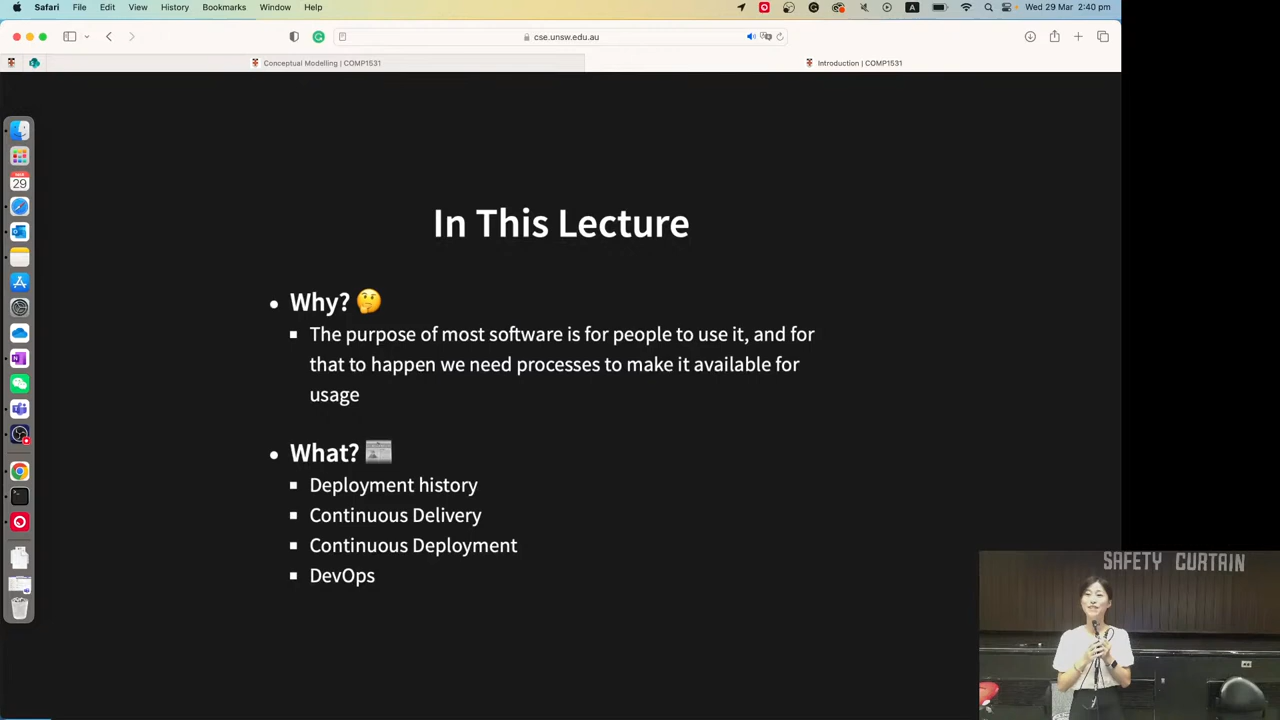 Safari File Edit View History Bookmarks Window Help
A
Wed 29 Mar 2:40 pm
cse.unsw.edu.au
Conceptual Modelling | COMP1531
Introduction | COMP1531
In This Lecture
Why? 🤔
The purpose of most software is for people to use it, and for
that to happen we need processes to make it available for
usage
What? 📰
Deployment history
Continuous Delivery
Continuous Deployment
DevOps
29
SAFETY CURTAIN